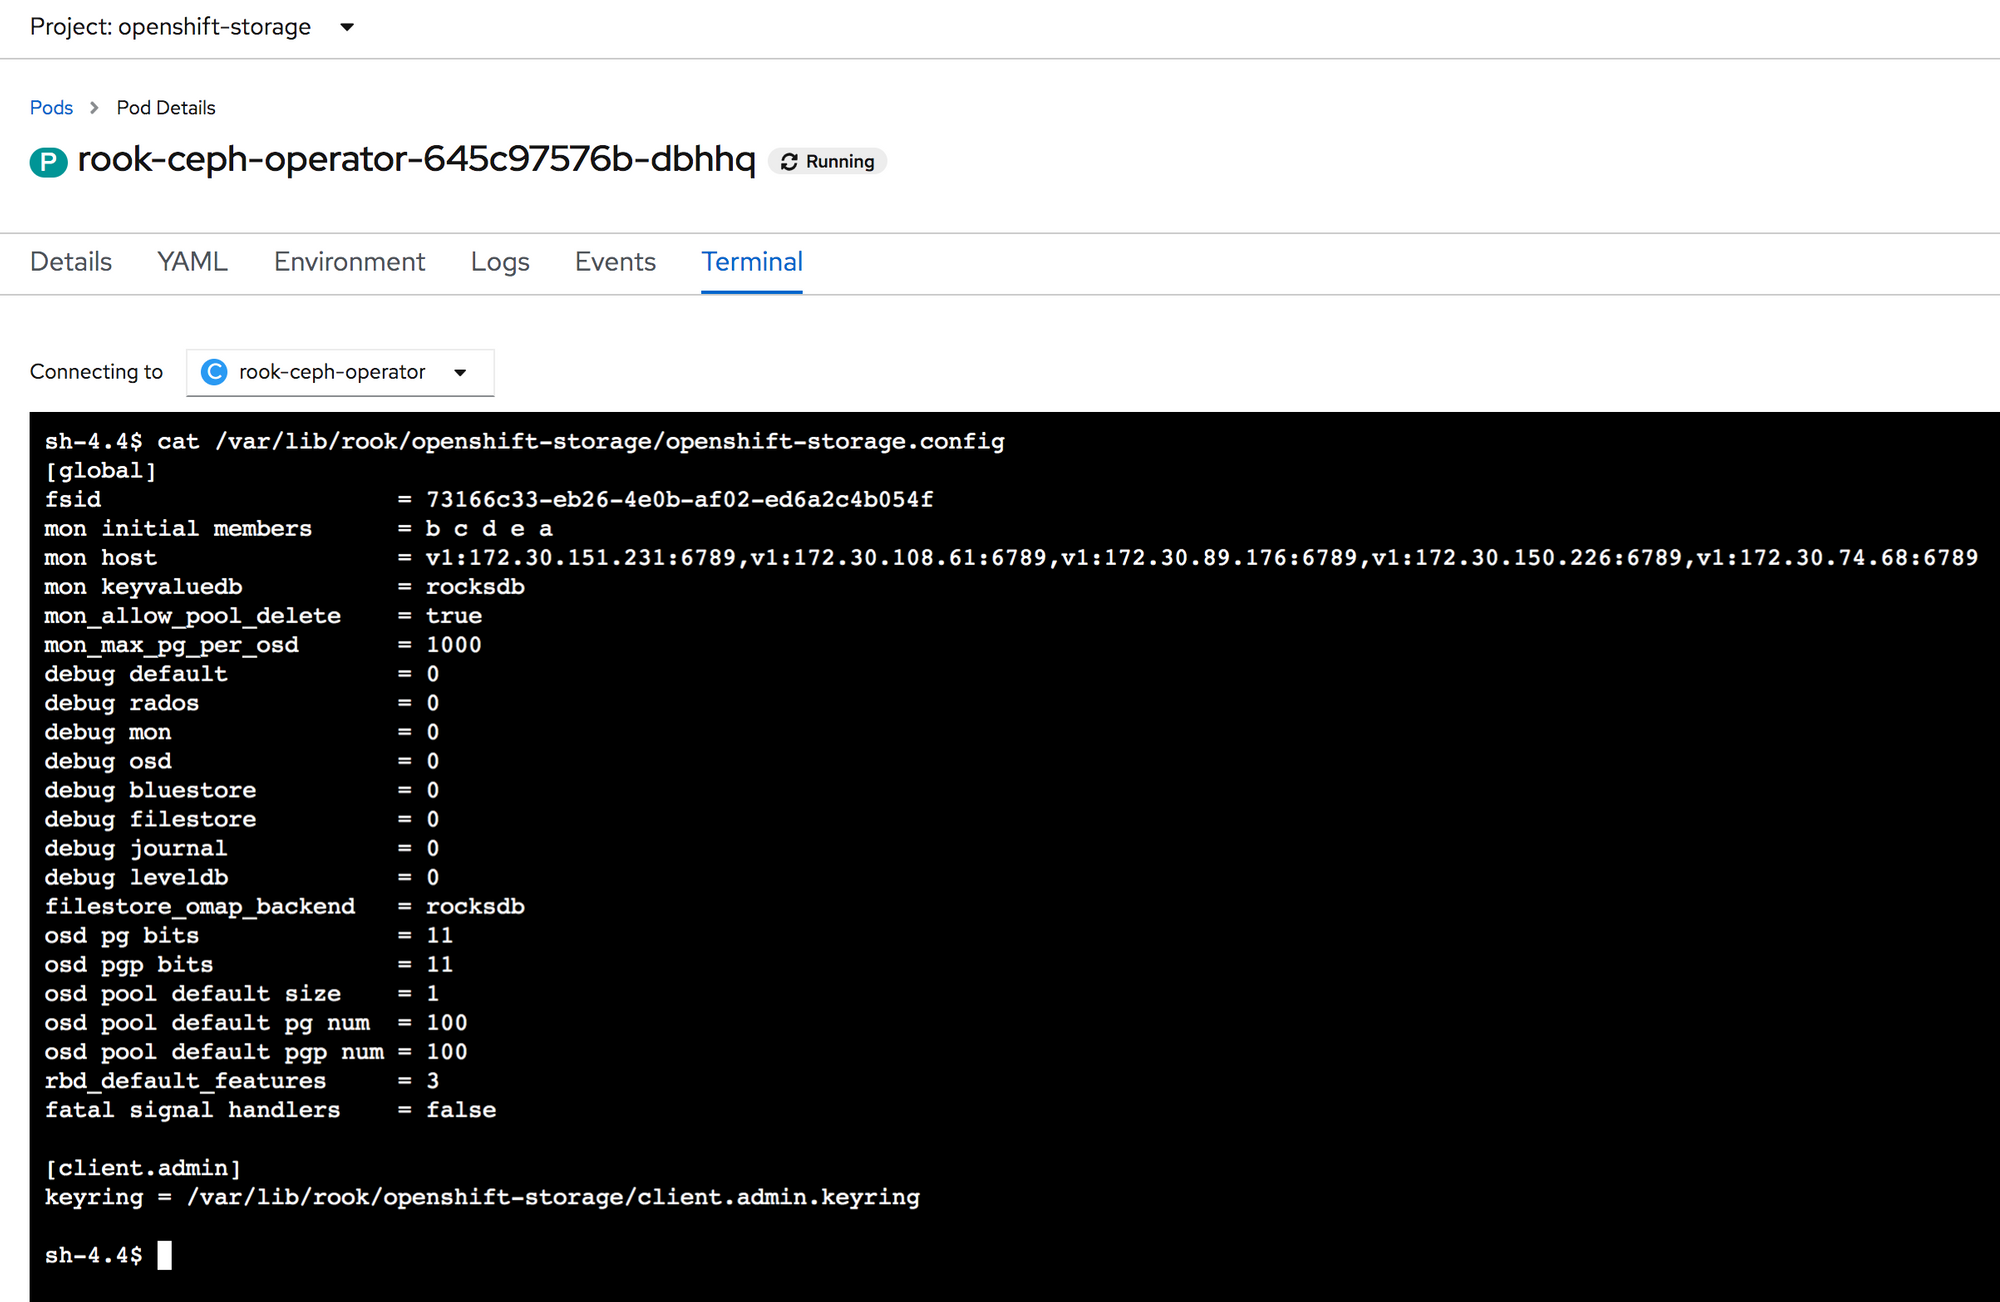 Project: openshift-storage
Pods > Pod Details
P rook-ceph-operator-645c97576b-dbhhq Running
Details YAML Environment Logs Events Terminal
Connecting to C rook-ceph-operator
sh-4.4$ cat /var/lib/rook/openshift-storage/openshift-storage.config
[global]
fsid                     = 73166c33-eb26-4e0b-af02-ed6a2c4b054f
mon initial members      = b c d e a
mon host                 = v1:172.30.151.231:6789,v1:172.30.108.61:6789,v1:172.30.89.176:6789,v1:172.30.150.226:6789,v1:172.30.74.68:6789
mon keyvaluedb           = rocksdb
mon_allow_pool_delete    = true
mon_max_pg_per_osd       = 1000
debug default            = 0
debug rados              = 0
debug mon                = 0
debug osd                = 0
debug bluestore          = 0
debug filestore          = 0
debug journal            = 0
debug leveldb            = 0
filestore_omap_backend   = rocksdb
osd pg bits              = 11
osd pgp bits             = 11
osd pool default size    = 1
osd pool default pg num  = 100
osd pool default pgp num = 100
rbd_default_features     = 3
fatal signal handlers    = false
[client.admin]
keyring = /var/lib/rook/openshift-storage/client.admin.keyring
sh-4.4$